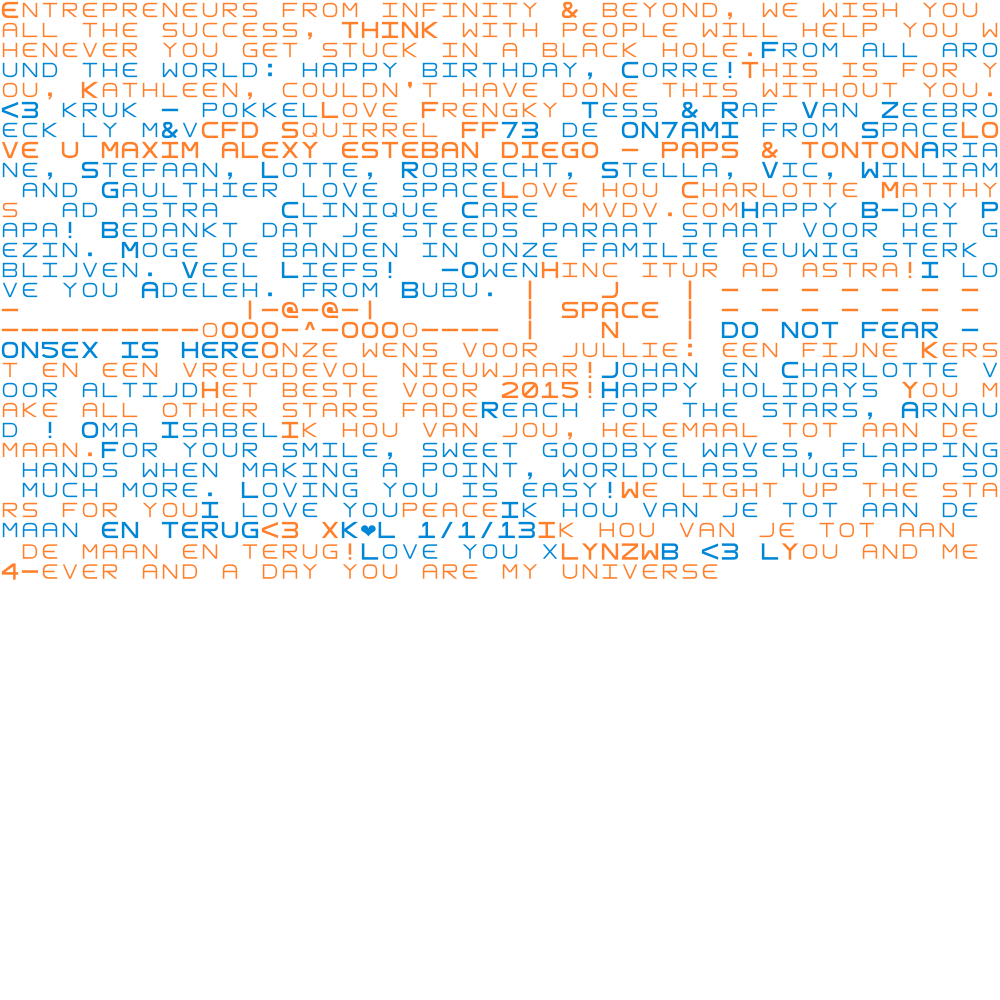 Entrepreneurs from infinity & beyond, we wish you
all the success, THINK with people will help you w
henever you get stuck in a black hole.From all aro
und the world: happy birthday, Corre!This is for y
ou, Kathleen, couldn't have done this without you.
<3 kruk - pokkelLove Frengky Tess & Raf Van Zeebro
eck ly m&vCFD Squirrel FF73 de ON7AMI from SpaceLO
VE U MAXIM ALEXY ESTEBAN DIEGO - PAPS & TONTONAria
ne, Stefaan, Lotte, Robrecht, Stella, Vic, William
 and Gaulthier love spaceLove hou Charlotte Matthy
s  ad astra   Clinique Care  mvdv.comHappy B-day P
apa! Bedankt dat je steeds paraat staat voor het g
ezin. Moge de banden in onze familie eeuwig sterk
blijven. Veel Liefs!  -OwenHinc itur ad astra!I lo
ve you Adeleh. from Bubu. |   J   | - - - - - - -
-           |-@-@-|         SPACE   - - - - - - -
----------oOOO-^-OOOo---- |   N   | DO NOT FEAR -
ON5EX IS HEREOnze wens voor jullie: een fijne Kers
t en een vreugdevol nieuwjaar!Johan en Charlotte v
oor altijdHet beste voor 2015!Happy holidays You m
ake all other stars fadeReach for the stars, Arnau
d ! Oma IsabelIk hou van jou, helemaal tot aan de
maan.For your smile, sweet goodbye waves, flapping
 hands when making a point, worldclass hugs and so
 much more. Loving you is easy!We light up the sta
rs for youI love youpeaceIk hou van je tot aan de
maan EN TERUG<3 XK❤L 1/1/13Ik hou van je tot aan
 de maan en terug!Love you xLYNZWB <3 LYou and me
4-ever and a day you are my universe